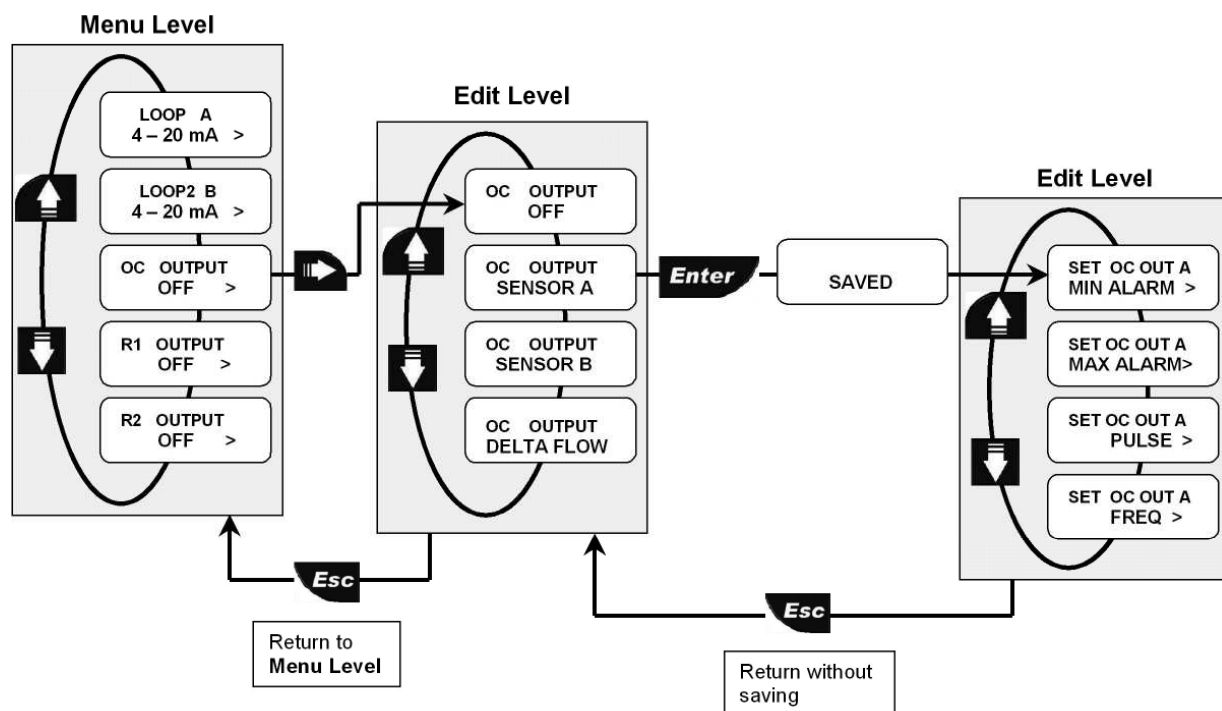 Menu Level
LOOP A
4 – 20 mA >
LOOP2 B
4 – 20 mA >
OC OUTPUT
OFF >
R1 OUTPUT
OFF >
R2 OUTPUT
OFF >
Edit Level
OC OUTPUT
OFF
OC OUTPUT
SENSOR A
OC OUTPUT
SENSOR B
OC OUTPUT
DELTA FLOW
Enter
SAVED
Edit Level
SET OC OUT A
MIN ALARM >
SET OC OUT A
MAX ALARM>
SET OC OUT A
PULSE >
SET OC OUT A
FREQ >
Esc
Return to
Menu Level
Esc
Return without
saving